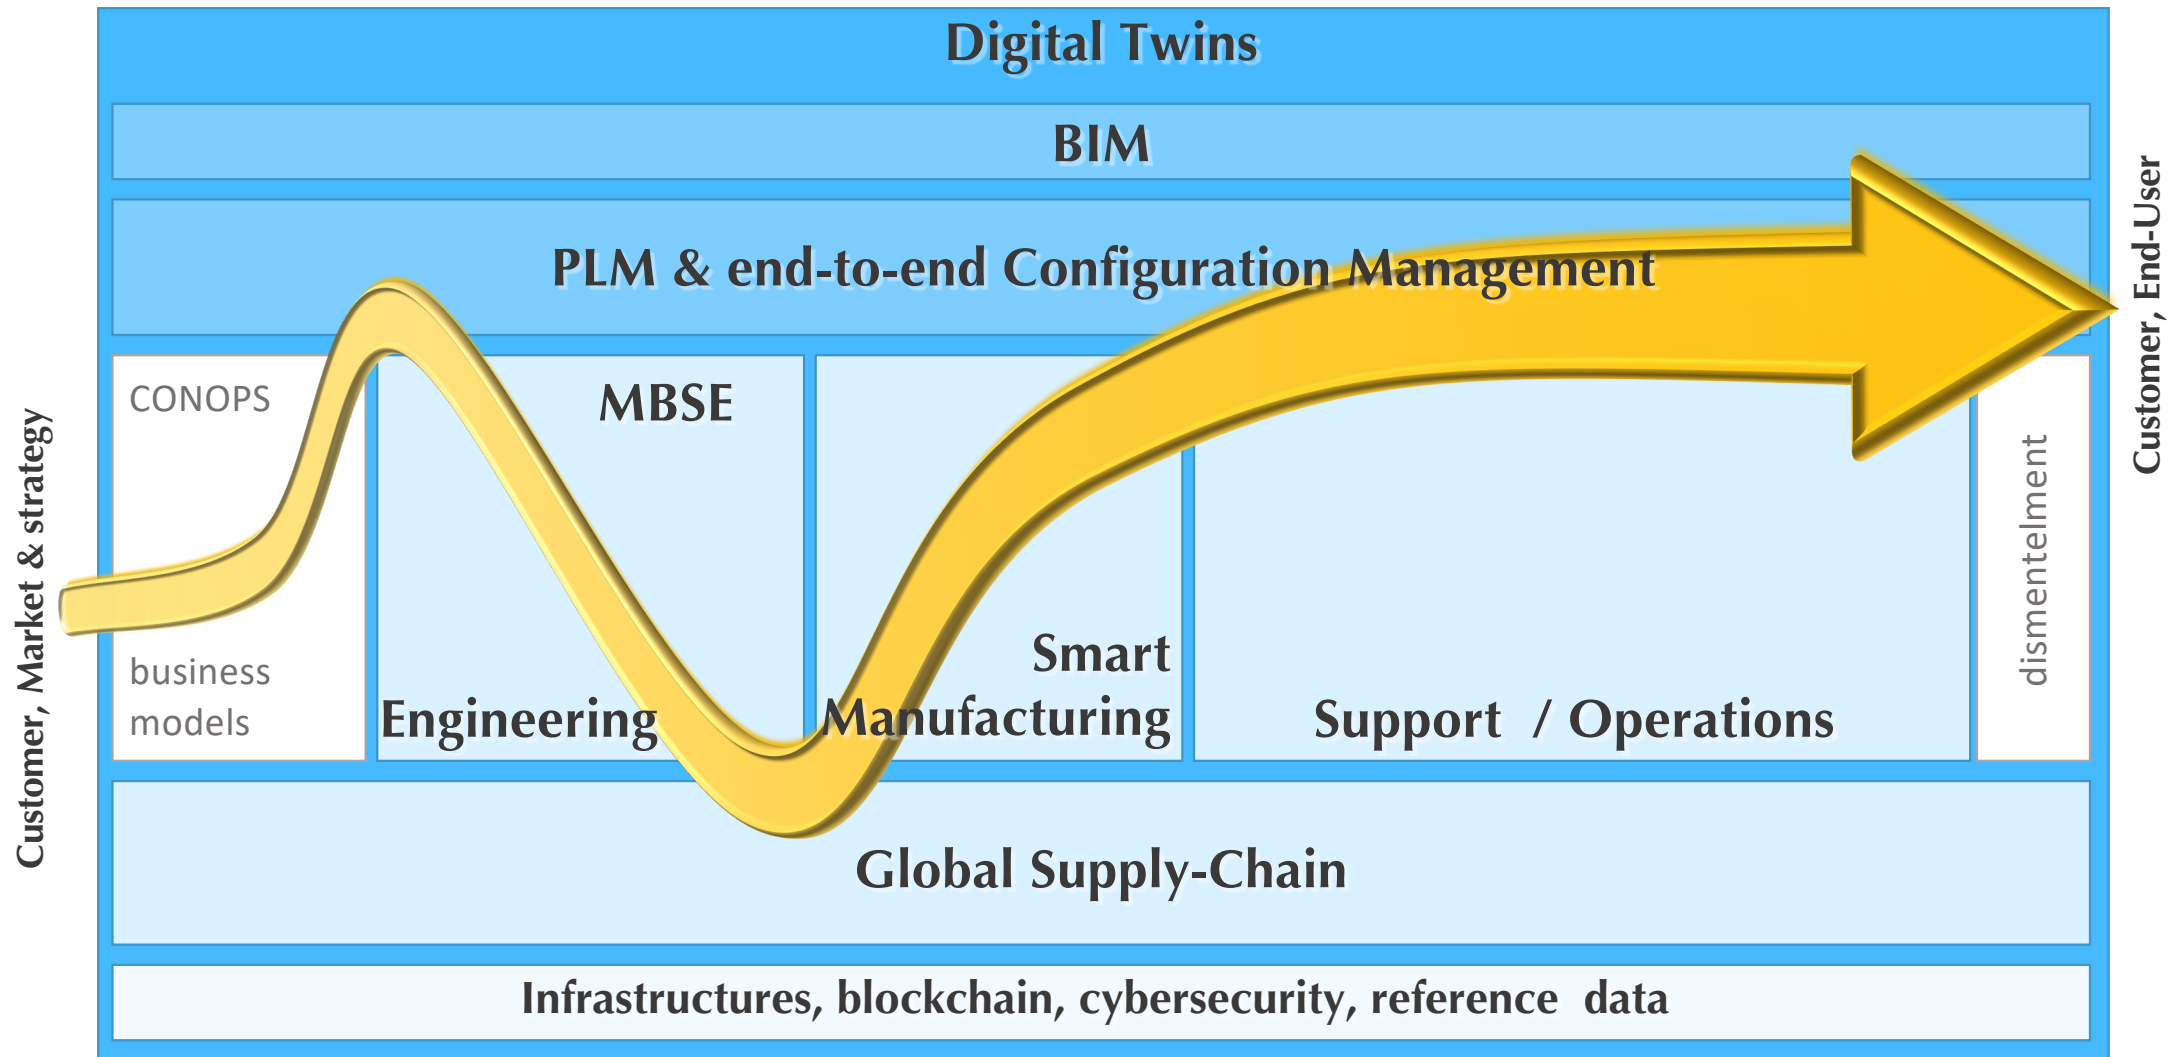 Digital Twins
BIM
PLM & end-to-end Configuration Management
Customer, Market & strategy
CONOPS
business
models
MBSE
Engineering
Smart
Manufacturing
Support / Operations
dismentelment
Customer, End-User
Global Supply-Chain
Infrastructures, blockchain, cybersecurity, reference data